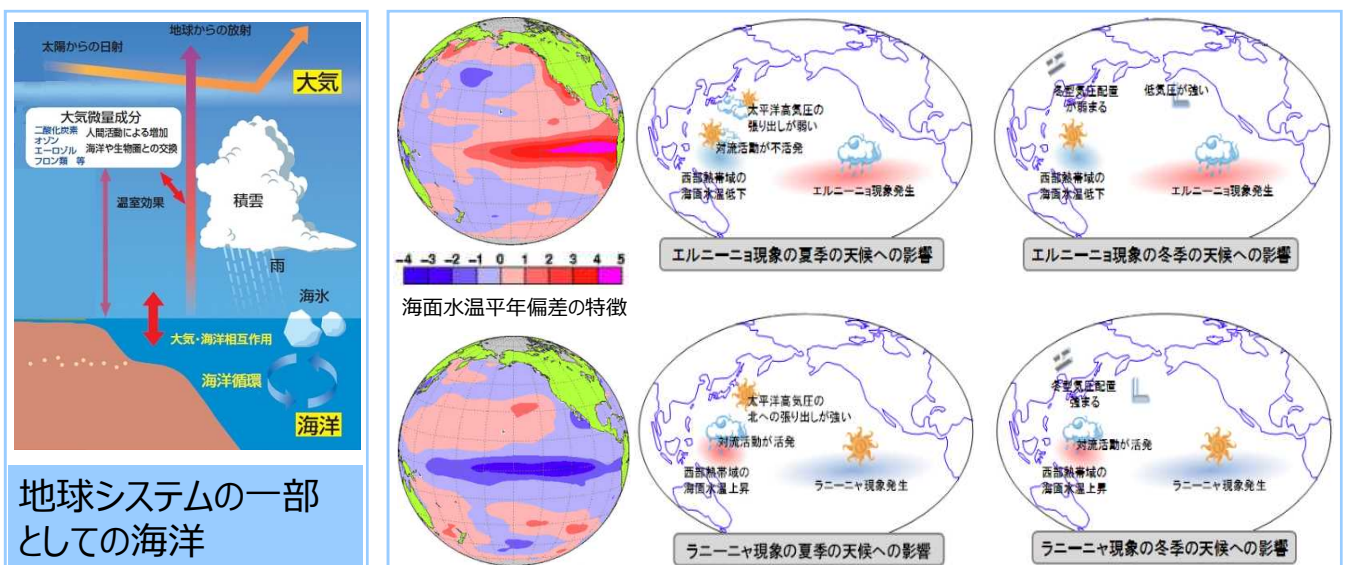 地球からの放射
太陽からの日射
大気
大気微量成分
二酸化炭素
オゾン
エーロゾル
フロン類 等
人間活動による増加
海洋や生物圏との交換
温室効果
積雲
雨
海氷
大気・海洋相互作用
海洋循環
海洋
地球システムの一部
としての海洋
-4 -3 -2 -1 0 1 2 3 4 5
海面水温平年偏差の特徴
太平洋高気圧の
張り出しが弱い
対流活動が不活発
西部熱帯域の
海面水温低下
エルニーニョ現象発生
エルニーニョ現象の夏季の天候への影響
冬型気圧配置
が弱まる
低気圧が強い
西部熱帯域の
海面水温低下
エルニーニョ現象発生
エルニーニョ現象の冬季の天候への影響
太平洋高気圧の
北への張り出しが強い
対流活動が活発
西部熱帯域の
海面水温上昇
ラニーニャ現象発生
ラニーニャ現象の夏季の天候への影響
冬型気圧配置
強まる
対流活動が活発
西部熱帯域の
海面水温上昇
ラニーニャ現象発生
ラニーニャ現象の冬季の天候への影響